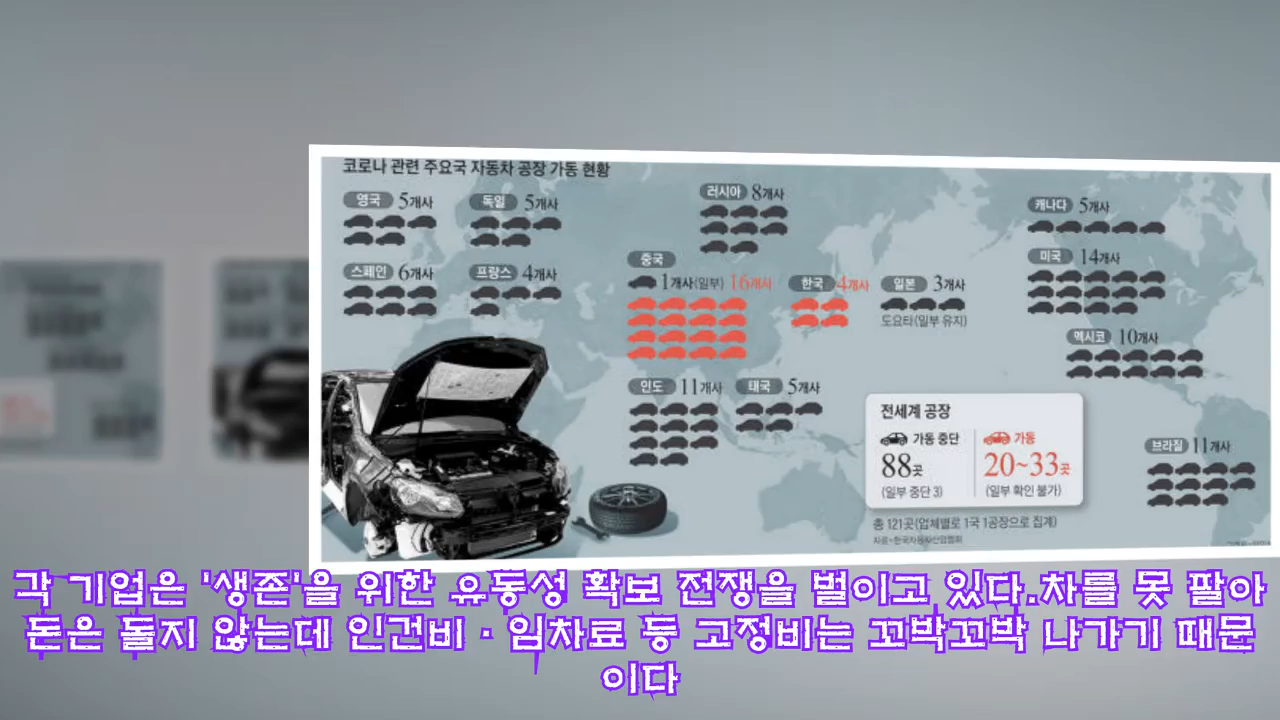 코로나 관련 주요국 자동차 공장 가동 현황
영국 5개사
독일 5개사
러시아 8개사
캐나다 5개사
스페인 6개사
프랑스 4개사
중국
1개사(일부) 16개사
한국 4개사
일본 3개사
도요타(일부 유지)
미국 14개사
멕시코 10개사
인도 11개사
태국 5개사
브라질 11개사
전세계 공장
가동 중단
88곳
(일부 중단 3)
가동
20~33곳
(일부 확인 불가)
총 121곳(업체별로 1국 1공장으로 집계)
자료=한국자동차산업협회
각 기업은 '생존'을 위한 유동성 확보 전쟁을 벌이고 있다.차를 못 팔아
돈은 돌지 않는데 인건비·임차료 등 고정비는 꼬박꼬박 나가기 때문
이다